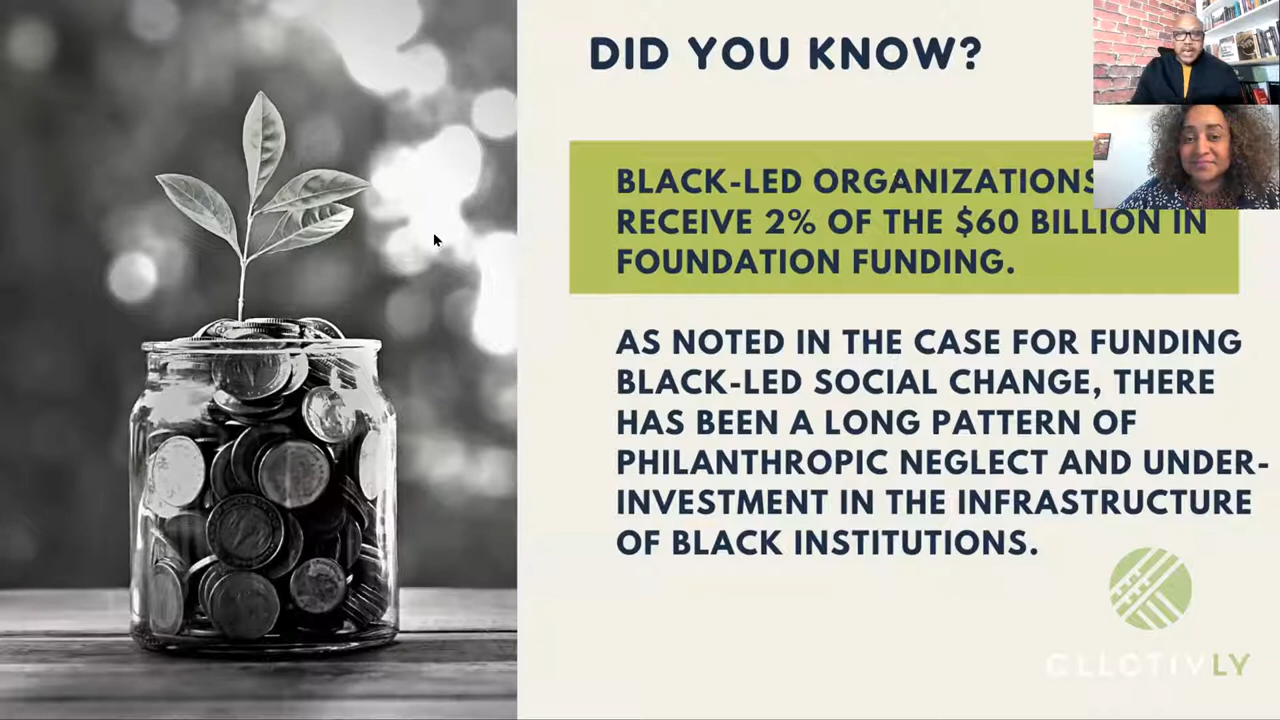 DID YOU KNOW?
BLACK-LED ORGANIZATIONS
RECEIVE 2% OF THE $60 BILLION IN
FOUNDATION FUNDING.
AS NOTED IN THE CASE FOR FUNDING
BLACK-LED SOCIAL CHANGE, THERE
HAS BEEN A LONG PATTERN OF
PHILANTHROPIC NEGLECT AND UNDER-
INVESTMENT IN THE INFRASTRUCTURE
OF BLACK INSTITUTIONS.
CLLCTIVLY